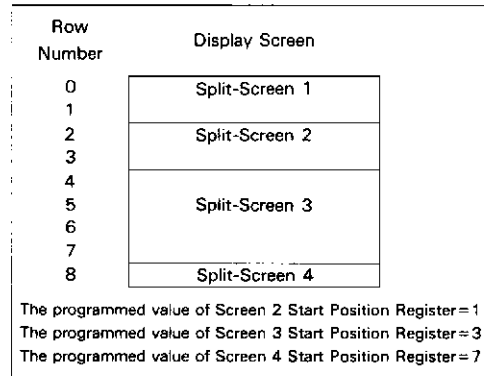 Row
Number
Display Screen
0 Split-Screen 1
1
2 Split-Screen 2
3
4
5 Split-Screen 3
6
7
8 Split-Screen 4
The programmed value of Screen 2 Start Position Register=1
The programmed value of Screen 3 Start Position Register=3
The programmed value of Screen 4 Start Position Register=7